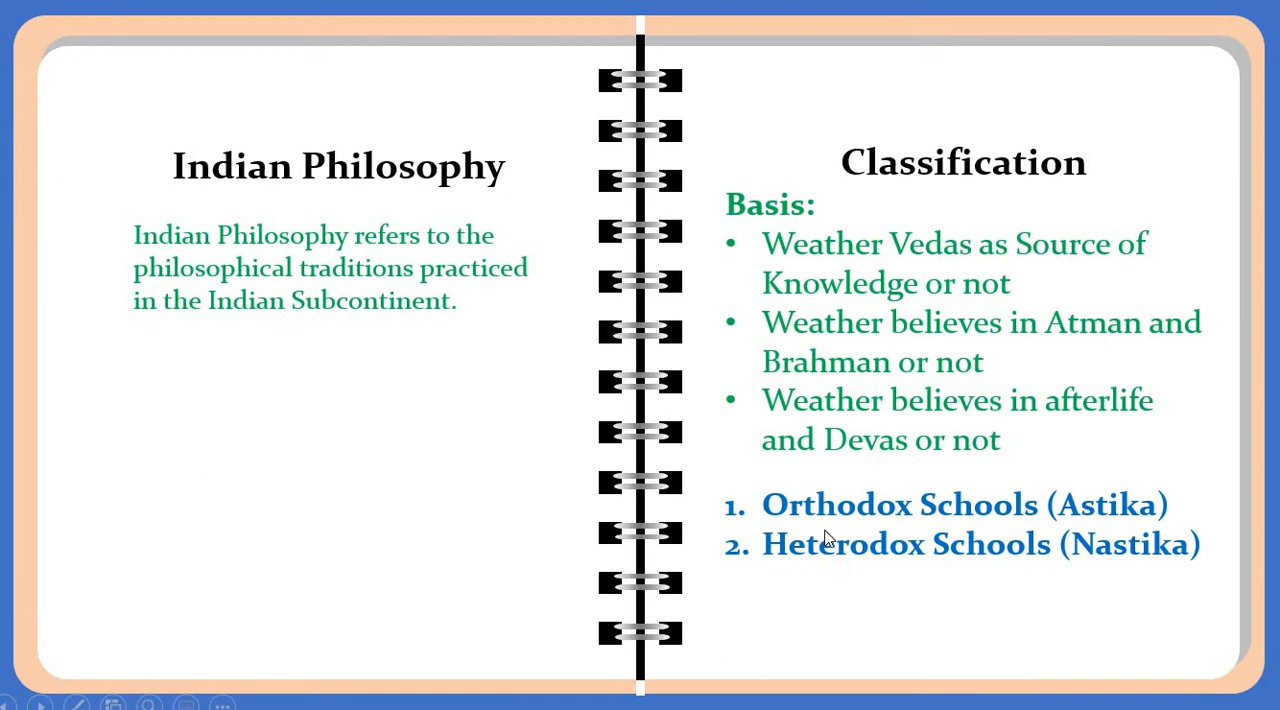 Indian Philosophy
Indian Philosophy refers to the
philosophical traditions practiced
in the Indian Subcontinent.
Classification
Basis:
• Weather Vedas as Source of
Knowledge or not
• Weather believes in Atman and
Brahman or not
• Weather believes in afterlife
and Devas or not
1. Orthodox Schools (Astika)
2. Heterodox Schools (Nastika)